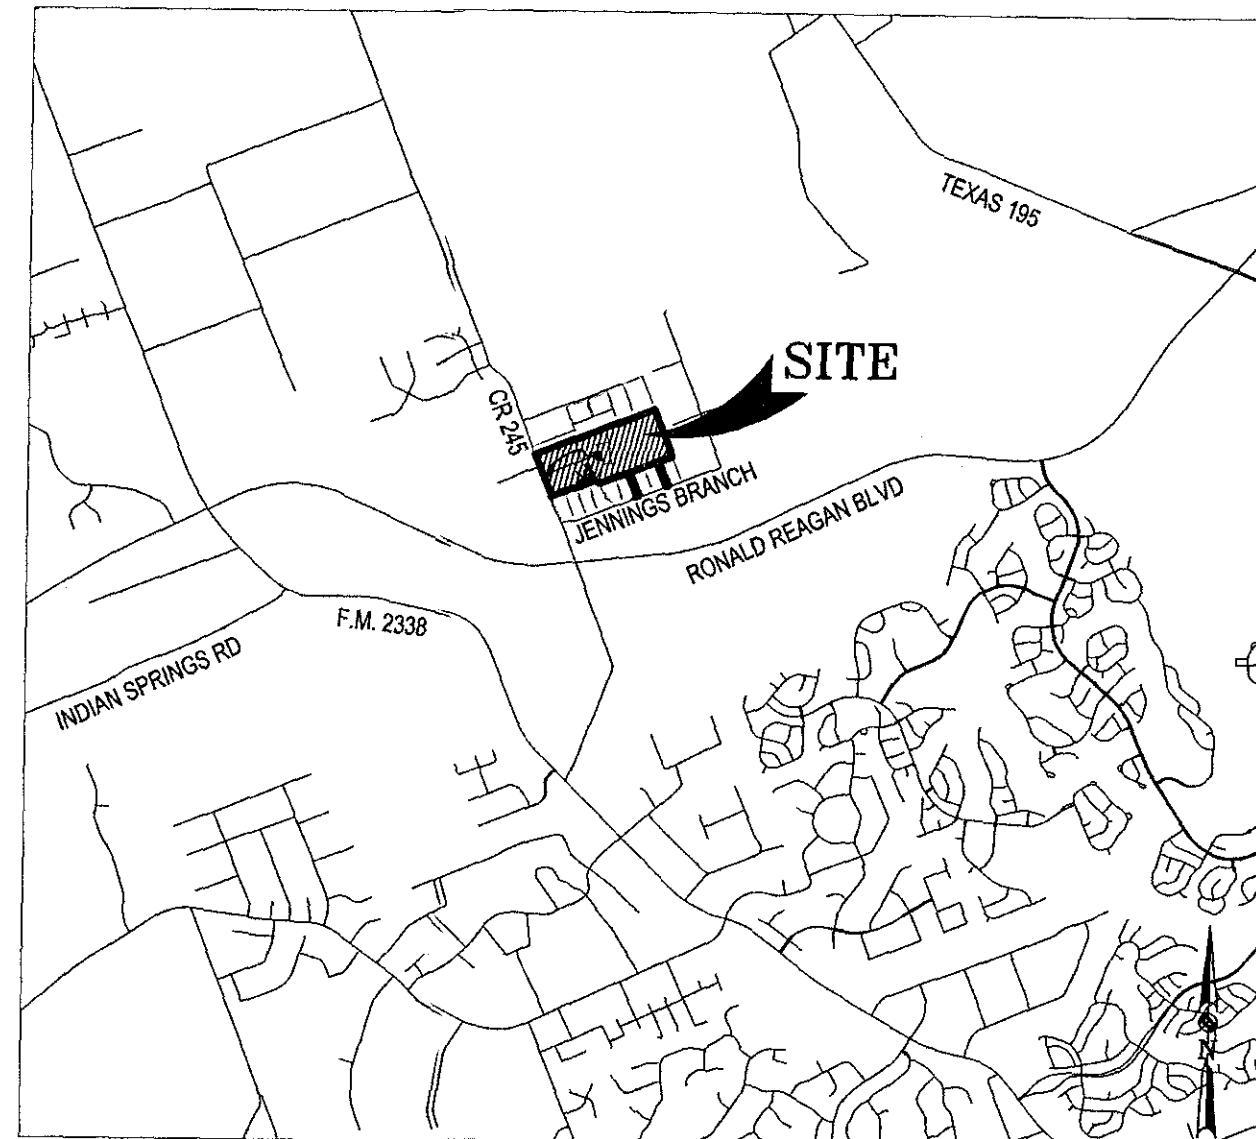 TEXAS 195
SITE
CR 245
JENNINGS BRANCH
RONALD REAGAN BLVD
F.M. 2338
INDIAN SPRINGS RD
N